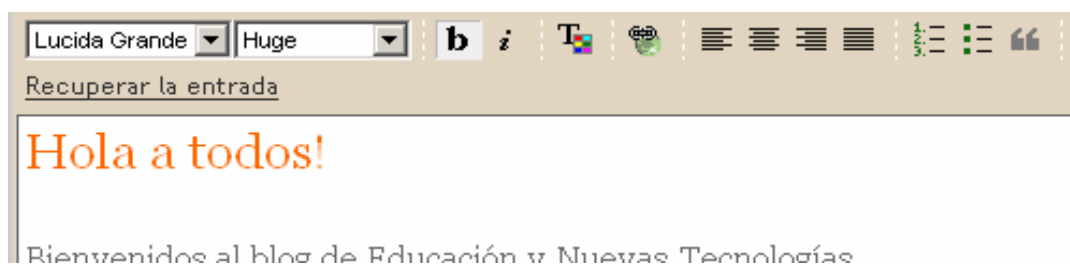 Lucida Grande Huge b i T
Recuperar la entrada
Hola a todos!
Bienvenidos al blog de Educación y Nuevas Tecnologías